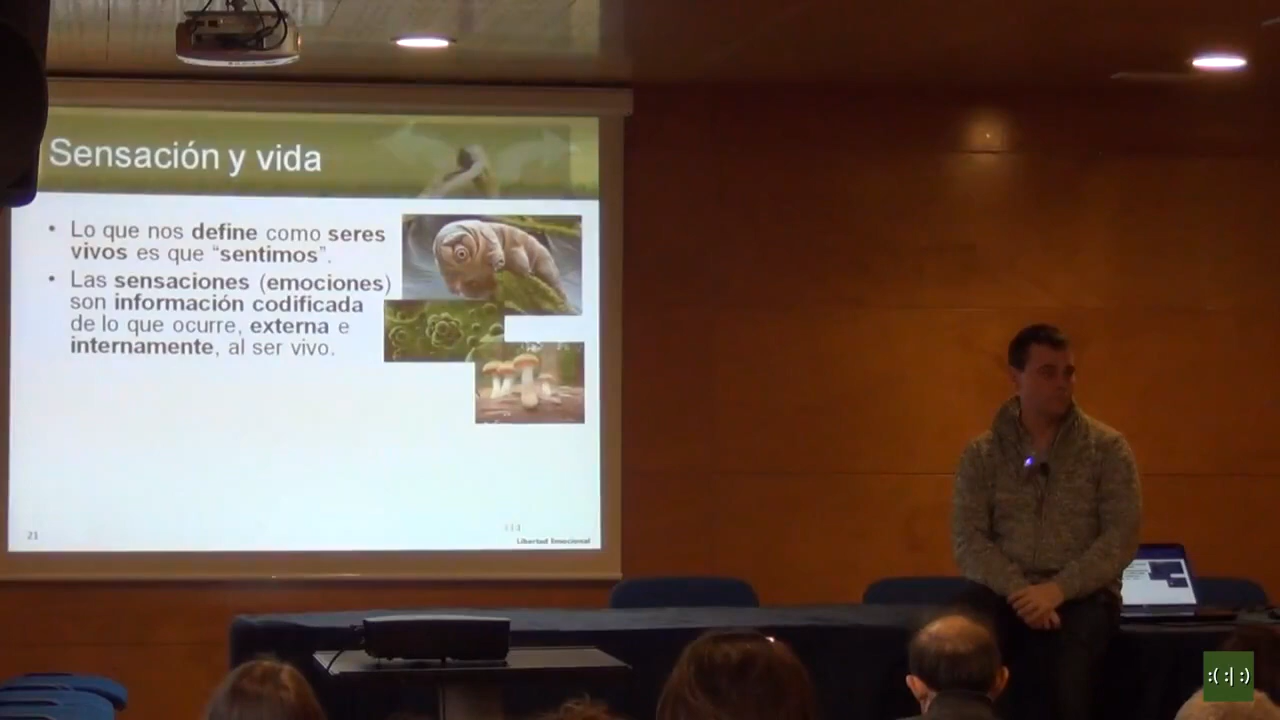 Sensación y vida
• Lo que nos define como seres
vivos es que “sentimos”.
• Las sensaciones (emociones)
son información codificada
de lo que ocurre, externa e
internamente, al ser vivo.
21
Libertad Emocional
:( :| :)